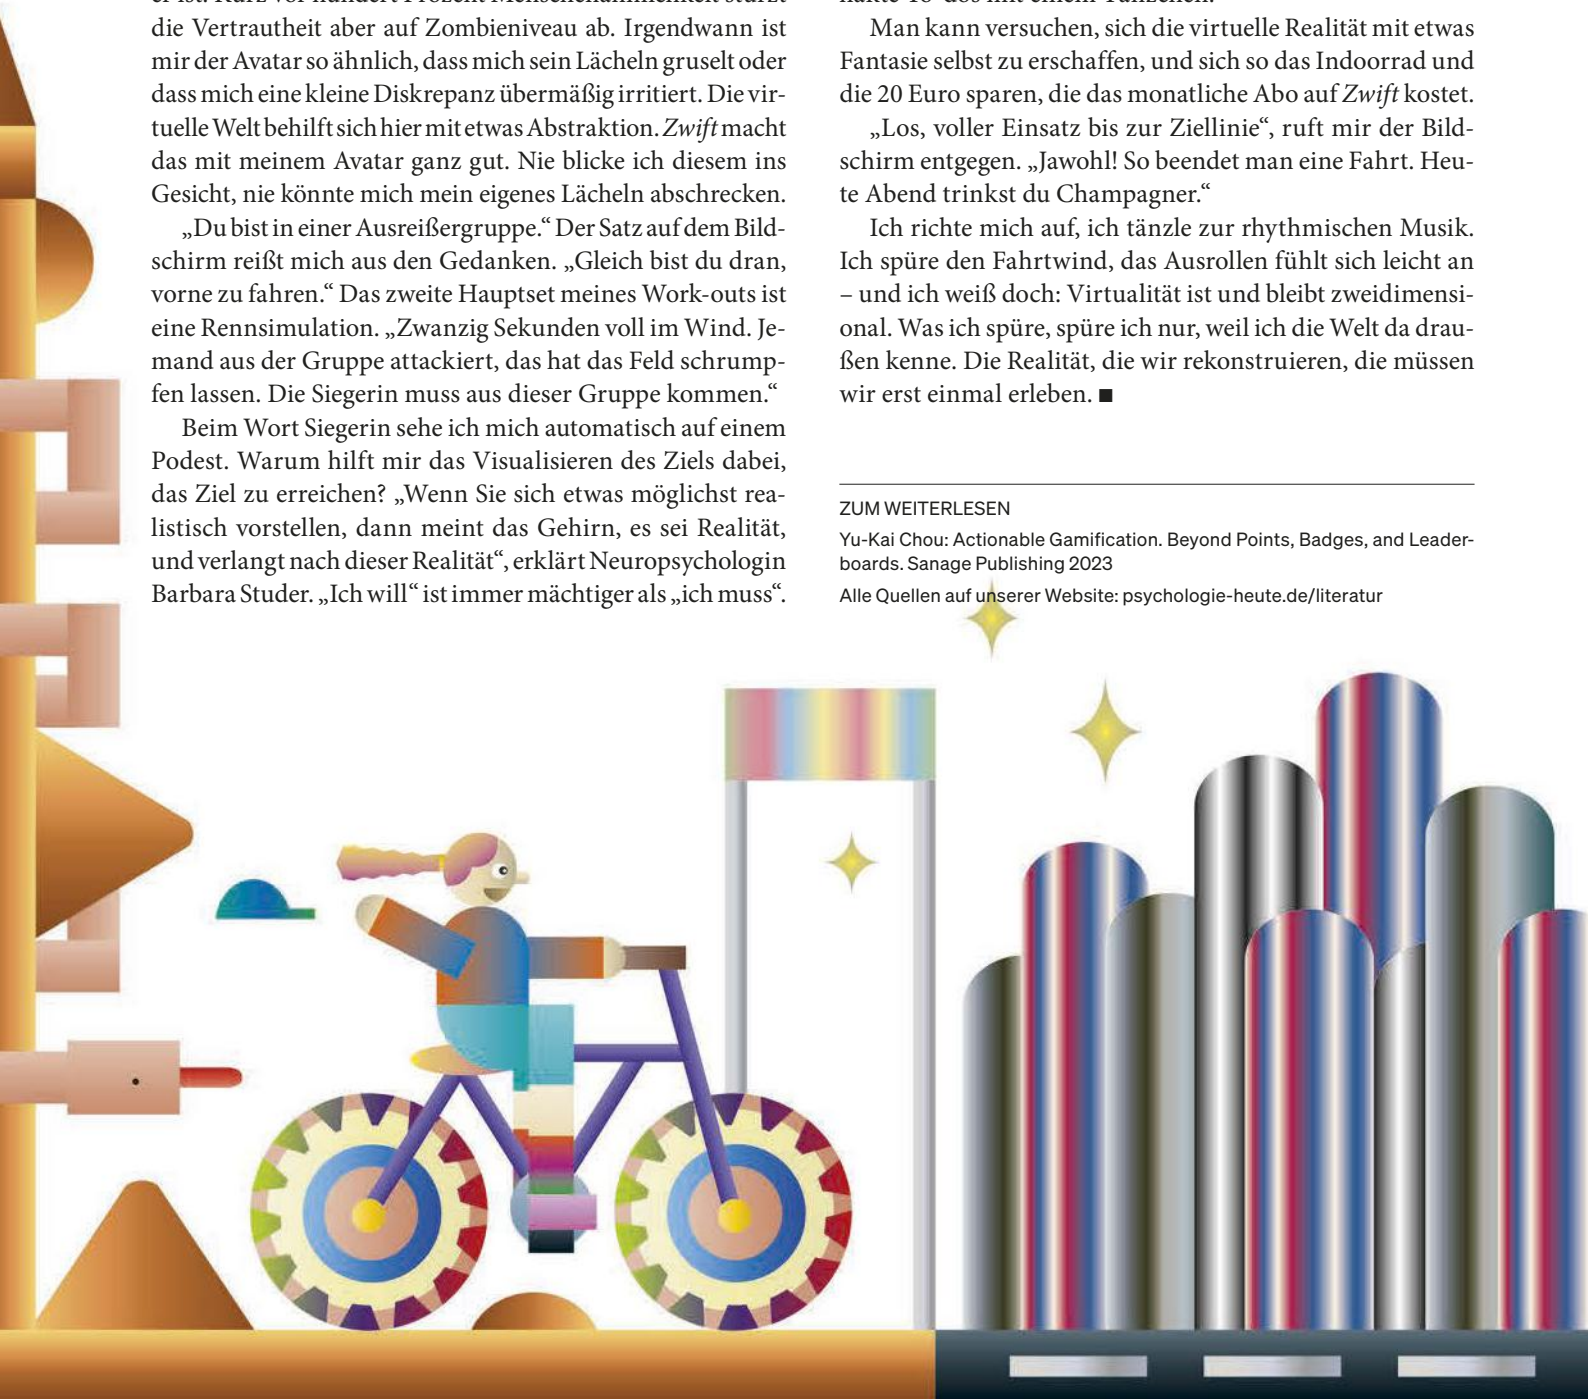 die Vertrautheit aber auf Zombieniveau ab. Irgendwann ist
mir der Avatar so ähnlich, dass mich sein Lächeln gruselt oder
dass mich eine kleine Diskrepanz übermäßig irritiert. Die vir-
tuelle Welt behilft sich hier mit etwas Abstraktion. Zwift macht
das mit meinem Avatar ganz gut. Nie blicke ich diesem ins
Gesicht, nie könnte mich mein eigenes Lächeln abschrecken.
„Du bist in einer Ausreißergruppe.“ Der Satz auf dem Bild-
schirm reißt mich aus den Gedanken. „Gleich bist du dran,
vorne zu fahren.“ Das zweite Hauptset meines Work-outs ist
eine Rennsimulation. „Zwanzig Sekunden voll im Wind. Je-
mand aus der Gruppe attackiert, das hat das Feld schrump-
fen lassen. Die Siegerin muss aus dieser Gruppe kommen.“
Beim Wort Siegerin sehe ich mich automatisch auf einem
Podest. Warum hilft mir das Visualisieren des Ziels dabei,
das Ziel zu erreichen? „Wenn Sie sich etwas möglichst rea-
listisch vorstellen, dann meint das Gehirn, es sei Realität,
und verlangt nach dieser Realität“, erklärt Neuropsychologin
Barbara Studer. „Ich will“ ist immer mächtiger als „ich muss“.
Man kann versuchen, sich die virtuelle Realität mit etwas
Fantasie selbst zu erschaffen, und sich so das Indoorrad und
die 20 Euro sparen, die das monatliche Abo auf Zwift kostet.
„Los, voller Einsatz bis zur Ziellinie“, ruft mir der Bild-
schirm entgegen. „Jawohl! So beendet man eine Fahrt. Heu-
te Abend trinkst du Champagner.“
Ich richte mich auf, ich tänzle zur rhythmischen Musik.
Ich spüre den Fahrtwind, das Ausrollen fühlt sich leicht an
– und ich weiß doch: Virtualität ist und bleibt zweidimensi-
onal. Was ich spüre, spüre ich nur, weil ich die Welt da drau-
ßen kenne. Die Realität, die wir rekonstruieren, die müssen
wir erst einmal erleben. ■
ZUM WEITERLESEN
Yu-Kai Chou: Actionable Gamification. Beyond Points, Badges, and Leader-
boards. Sanage Publishing 2023
Alle Quellen auf unserer Website: psychologie-heute.de/literatur